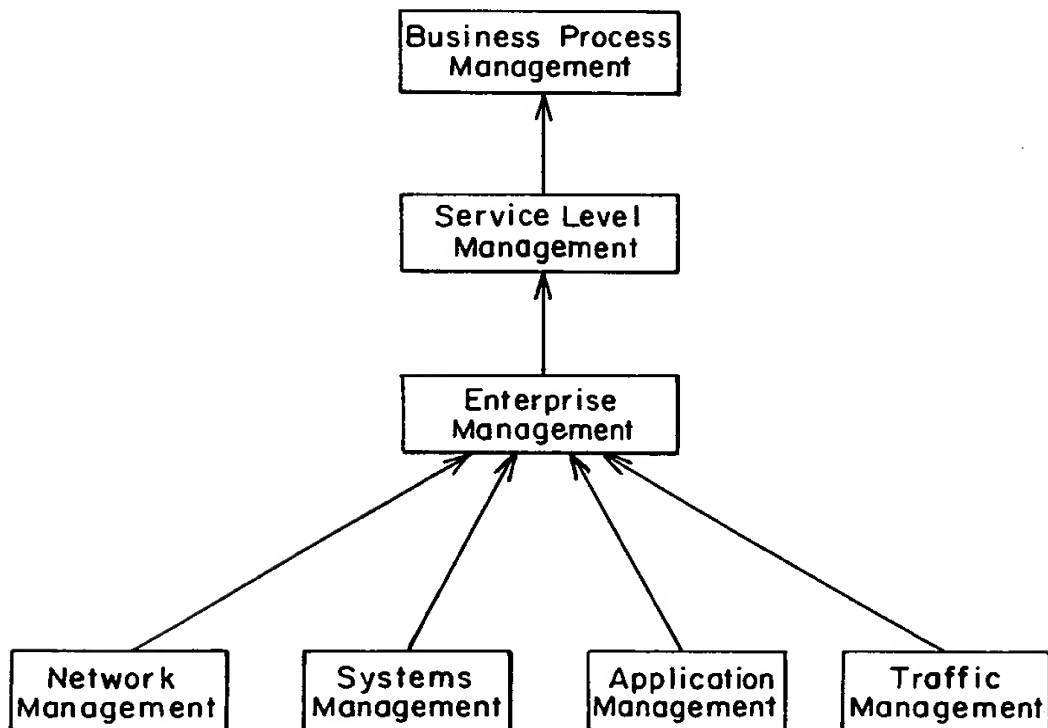 Business Process
Management
Service Level
Management
Enterprise
Management
Network
Management
Systems
Management
Application
Management
Traffic
Management